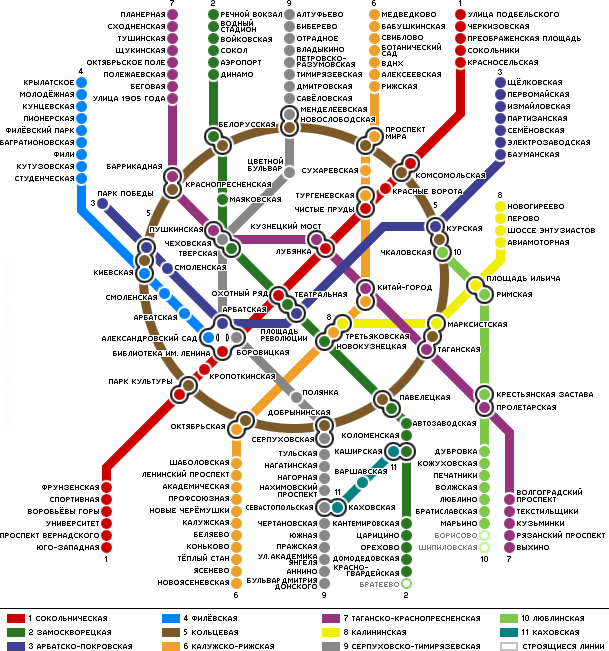 7
2
9
6
1
ПЛАНЕРНАЯ
СХОДНЕНСКАЯ
ТУШИНСКАЯ
ЩУКИНСКАЯ
ОКТЯБРЬСКОЕ ПОЛЕ
ПОЛЕЖАЕВСКАЯ
БЕГОВАЯ
УЛИЦА 1905 ГОДА
РЕЧНОЙ ВОКЗАЛ
ВОДНЫЙ
СТАДИОН
ВОЙКОВСКАЯ
СОКОЛ
АЭРОПОРТ
ДИНАМО
АЛТУФЬЕВО
БИБИРЕВО
ОТРАДНОЕ
ВЛАДЫКИНО
ПЕТРОВСКО-
РАЗУМОВСКАЯ
ТИМИРЯЗЕВСКАЯ
ДМИТРОВСКАЯ
САВЁЛОВСКАЯ
МЕНДЕЛЕЕВСКАЯ
НОВОСЛОБОДСКАЯ
МЕДВЕДКОВО
БАБУШКИНСКАЯ
СВИБЛОВО
БОТАНИЧЕСКИЙ
САД
ВДНХ
АЛЕКСЕЕВСКАЯ
РИЖСКАЯ
УЛИЦА ПОДБЕЛЬСКОГО
ЧЕРКИЗОВСКАЯ
ПРЕОБРАЖЕНСКАЯ ПЛОЩАДЬ
СОКОЛЬНИКИ
КРАСНОСЕЛЬСКАЯ
4
КРЫЛАТСКОЕ
МОЛОДЁЖНАЯ
КУНЦЕВСКАЯ
ПИОНЕРСКАЯ
ФИЛЁВСКИЙ ПАРК
БАГРАТИОНОВСКАЯ
ФИЛИ
КУТУЗОВСКАЯ
СТУДЕНЧЕСКАЯ
3
ЩЁЛКОВСКАЯ
ПЕРВОМАЙСКАЯ
ИЗМАЙЛОВСКАЯ
ПАРТИЗАНСКАЯ
СЕМЁНОВСКАЯ
ЭЛЕКТРОЗАВОДСКАЯ
БАУМАНСКАЯ
БЕЛОРУССКАЯ
ПРОСПЕКТ
МИРА
БАРРИКАДНАЯ
КРАСНОПРЕСНЕНСКАЯ
ЦВЕТНОЙ
БУЛЬВАР
СУХАРЕВСКАЯ
КОМСОМОЛЬСКАЯ
КРАСНЫЕ ВОРОТА
ПАРК ПОБЕДЫ
3
5
МАЯКОВСКАЯ
ТУРГЕНЕВСКАЯ
ЧИСТЫЕ ПРУДЫ
5
8
НОВОГИРЕЕВО
ПЕРОВО
ШОССЕ ЭНТУЗИАСТОВ
АВИАМОТОРНАЯ
ПУШКИНСКАЯ
ЧЕХОВСКАЯ
ТВЕРСКАЯ
КУЗНЕЦКИЙ МОСТ
ЛУБЯНКА
КУРСКАЯ
ЧКАЛОВСКАЯ
10
КИЕВСКАЯ
СМОЛЕНСКАЯ
СМОЛЕНСКАЯ
АРБАТСКАЯ
АРБАТСКАЯ
ОХОТНЫЙ РЯД
ТЕАТРАЛЬНАЯ
ПЛОЩАДЬ
РЕВОЛЮЦИИ
КИТАЙ-ГОРОД
ПЛОЩАДЬ ИЛЬИЧА
РИМСКАЯ
АЛЕКСАНДРОВСКИЙ САД
БИБЛИОТЕКА ИМ. ЛЕНИНА
БОРОВИЦКАЯ
8
ТРЕТЬЯКОВСКАЯ
НОВОКУЗНЕЦКАЯ
МАРКСИСТСКАЯ
ТАГАНСКАЯ
КРОПОТКИНСКАЯ
ПАРК КУЛЬТУРЫ
ПОЛЯНКА
ДОБРЫНИНСКАЯ
СЕРПУХОВСКАЯ
ОКТЯБРЬСКАЯ
ПАВЕЛЕЦКАЯ
КРЕСТЬЯНСКАЯ ЗАСТАВА
ПРОЛЕТАРСКАЯ
ФРУНЗЕНСКАЯ
СПОРТИВНАЯ
ВОРОБЬЁВЫ ГОРЫ
УНИВЕРСИТЕТ
ПРОСПЕКТ ВЕРНАДСКОГО
ЮГО-ЗАПАДНАЯ
1
ШАБОЛОВСКАЯ
ЛЕНИНСКИЙ ПРОСПЕКТ
АКАДЕМИЧЕСКАЯ
ПРОФСОЮЗНАЯ
НОВЫЕ ЧЕРЁМУШКИ
КАЛУЖСКАЯ
БЕЛЯЕВО
КОНЬКОВО
ТЁПЛЫЙ СТАН
ЯСЕНЕВО
НОВОЯСЕНЕВСКАЯ
6
ТУЛЬСКАЯ
НАГАТИНСКАЯ
НАГОРНАЯ
НАХИМОВСКИЙ
ПРОСПЕКТ
СЕВАСТОПОЛЬСКАЯ
ЧЕРТАНОВСКАЯ
ЮЖНАЯ
ПРАЖСКАЯ
УЛ.АКАДЕМИКА
ЯНГЕЛЯ
АННИНО
БУЛЬВАР ДМИТРИЯ
ДОНСКОГО
9
АВТОЗАВОДСКАЯ
КОЛОМЕНСКАЯ
КАШИРСКАЯ
11
ВАРШАВСКАЯ
11
КАХОВСКАЯ
КАНТЕМИРОВСКАЯ
ЦАРИЦИНО
ОРЕХОВО
ДОМОДЕДОВСКАЯ
КРАСНО-
ГВАРДЕЙСКАЯ
БРАТЕЕВО
2
ДУБРОВКА
КОЖУХОВСКАЯ
ПЕЧАТНИКИ
ВОЛЖСКАЯ
ЛЮБЛИНО
БРАТИСЛАВСКАЯ
МАРЬИНО
БОРИСОВО
ШИПИЛОВСКАЯ
10
ВОЛГОГРАДСКИЙ
ПРОСПЕКТ
ТЕКСТИЛЬЩИКИ
КУЗЬМИНКИ
РЯЗАНСКИЙ ПРОСПЕКТ
ВЫХИНО
7
1 СОКОЛЬНИЧЕСКАЯ
2 ЗАМОСКВОРЕЦКАЯ
3 АРБАТСКО-ПОКРОВСКАЯ
4 ФИЛЁВСКАЯ
5 КОЛЬЦЕВАЯ
6 КАЛУЖСКО-РИЖСКАЯ
7 ТАГАНСКО-КРАСНОПРЕСНЕНСКАЯ
8 КАЛИНИНСКАЯ
9 СЕРПУХОВСКО-ТИМИРЯЗЕВСКАЯ
10 ЛЮБЛИНСКАЯ
11 КАХОВСКАЯ
СТРОЯЩИЕСЯ ЛИНИИ